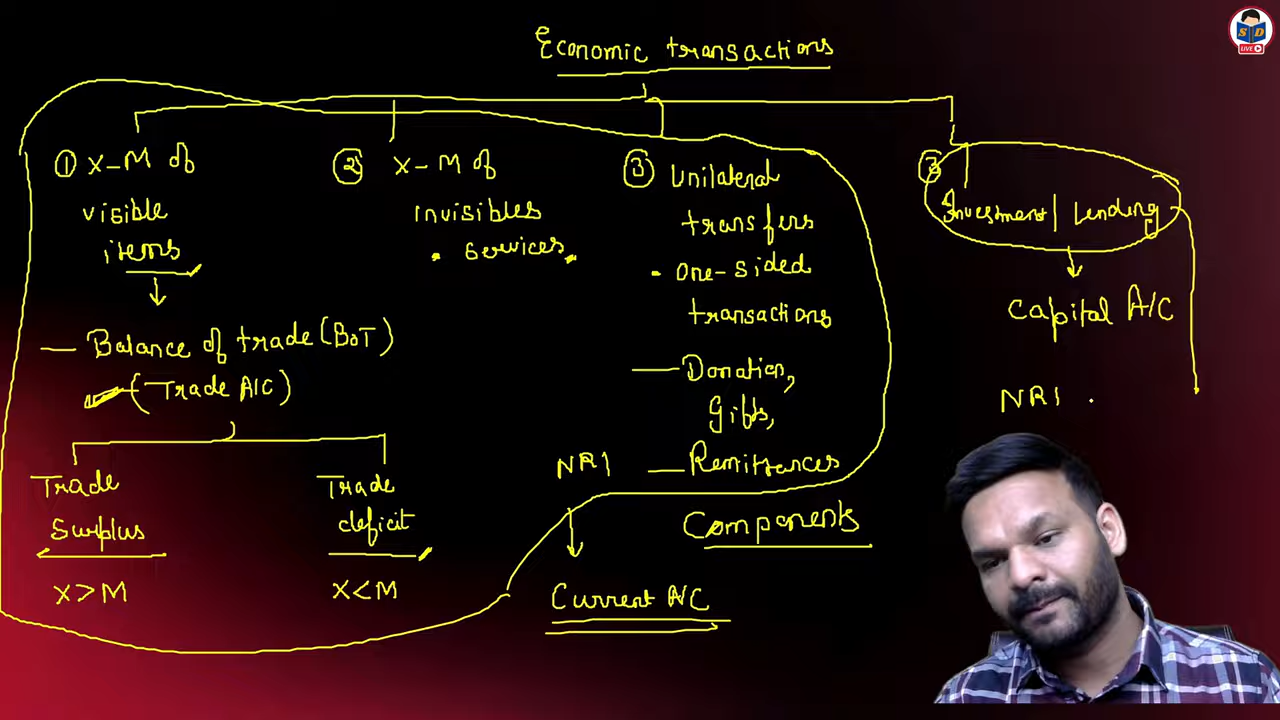 Economic transactions
① X-M of
visible
items
Balance of trade (BoT)
(Trade A/C)
Trade
Surplus
X>M
Trade
deficit
X<M
② X-M of
invisibles
. Services.
③ Unilateral
transfers
. One-sided
transactions
Donation,
Gifts,
NRI — Remittances
Components
Current A/C
③
Investment | Lending
Capital A/C
NRI .
S D
LIVE